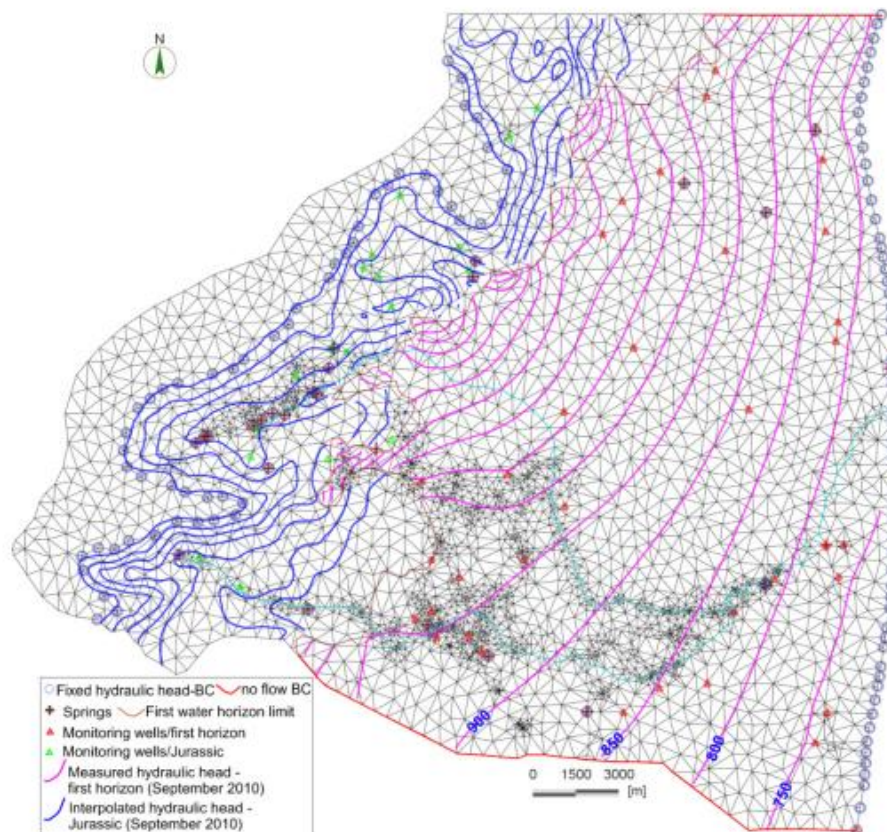 N
900
850
800
750
Fixed hydraulic head-BC no flow BC
Springs First water horizon limit
Monitoring wells/first horizon
Monitoring wells/Jurassic
Measured hydraulic head -
first horizon (September 2010)
Interpolated hydraulic head -
Jurassic (September 2010)
0 1500 3000
[m]